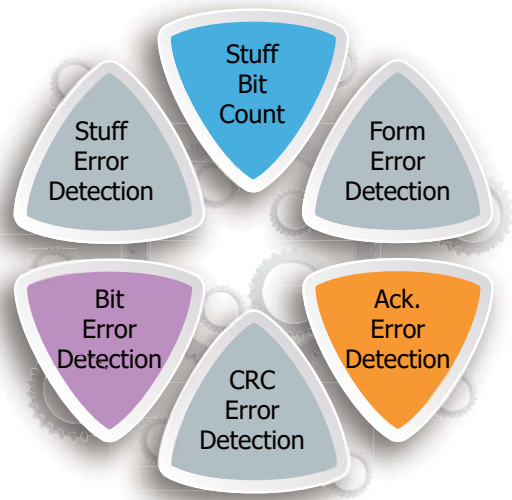 Stuff
Bit
Count
Stuff
Error
Detection
Form
Error
Detection
Bit
Error
Detection
Ack.
Error
Detection
CRC
Error
Detection